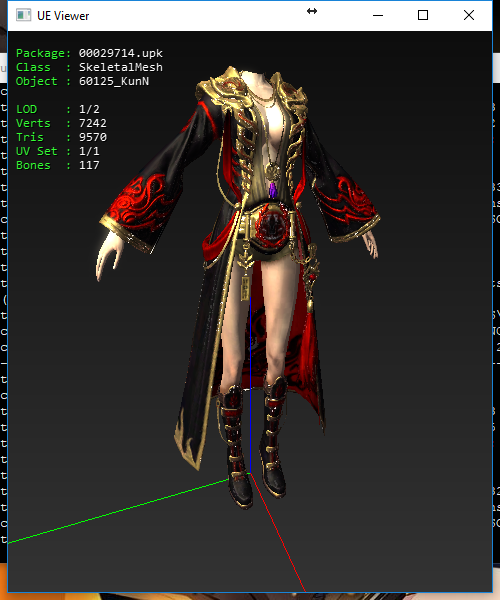 UE Viewer
Package: 00029714.upk
Class : SkeletalMesh
Object : 60125_KunN
LOD : 1/2
Verts : 7242
Tris : 9570
UV Set : 1/1
Bones : 117